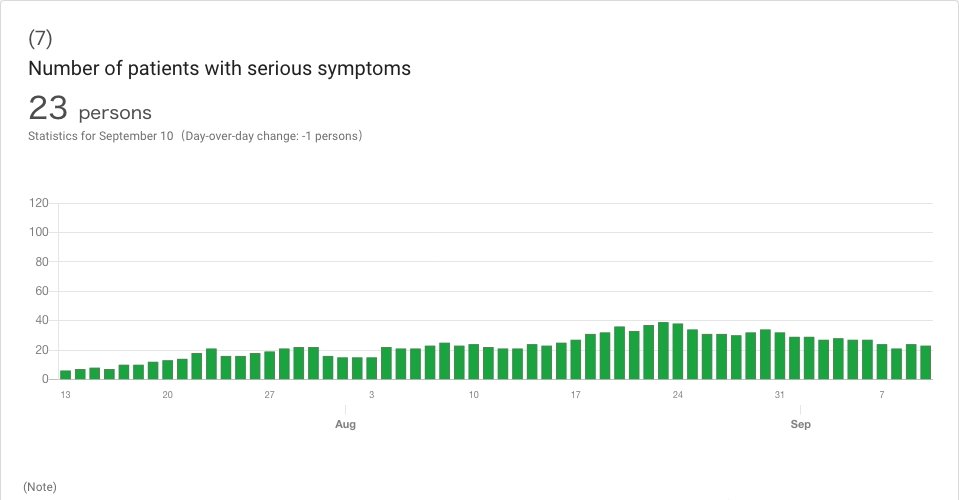 (7)
Number of patients with serious symptoms
23 persons
Statistics for September 10（Day-over-day change: -1 persons）
120
100
80
60
40
20
0
13 20 27 3 10 17 24 31 7
Aug Sep
(Note)